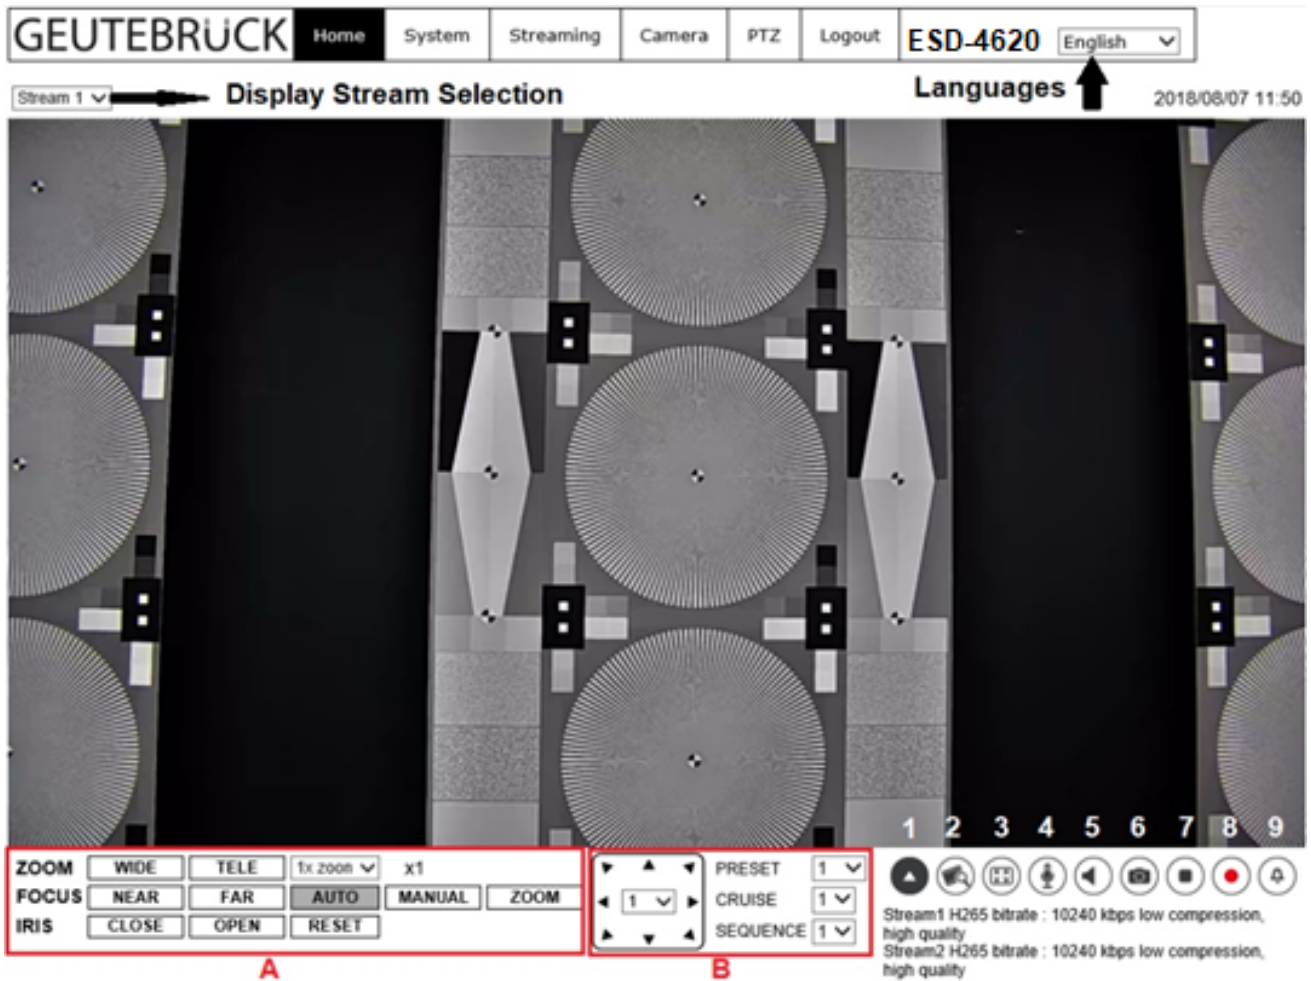 GEUTEBRÜCK Home System Streaming Camera PTZ Logout ESD-4620 English
Stream 1 Display Stream Selection Languages 2018/08/07 11:50
1 2 3 4 5 6 7 8 9
ZOOM WIDE TELE 1x zoon x1
FOCUS NEAR FAR AUTO MANUAL ZOOM
IRIS CLOSE OPEN RESET
A
1
PRESET 1
CRUISE 1
SEQUENCE 1
B
Stream1 H265 bitrate : 10240 kbps low compression,
high quality
Stream2 H265 bitrate : 10240 kbps low compression,
high quality